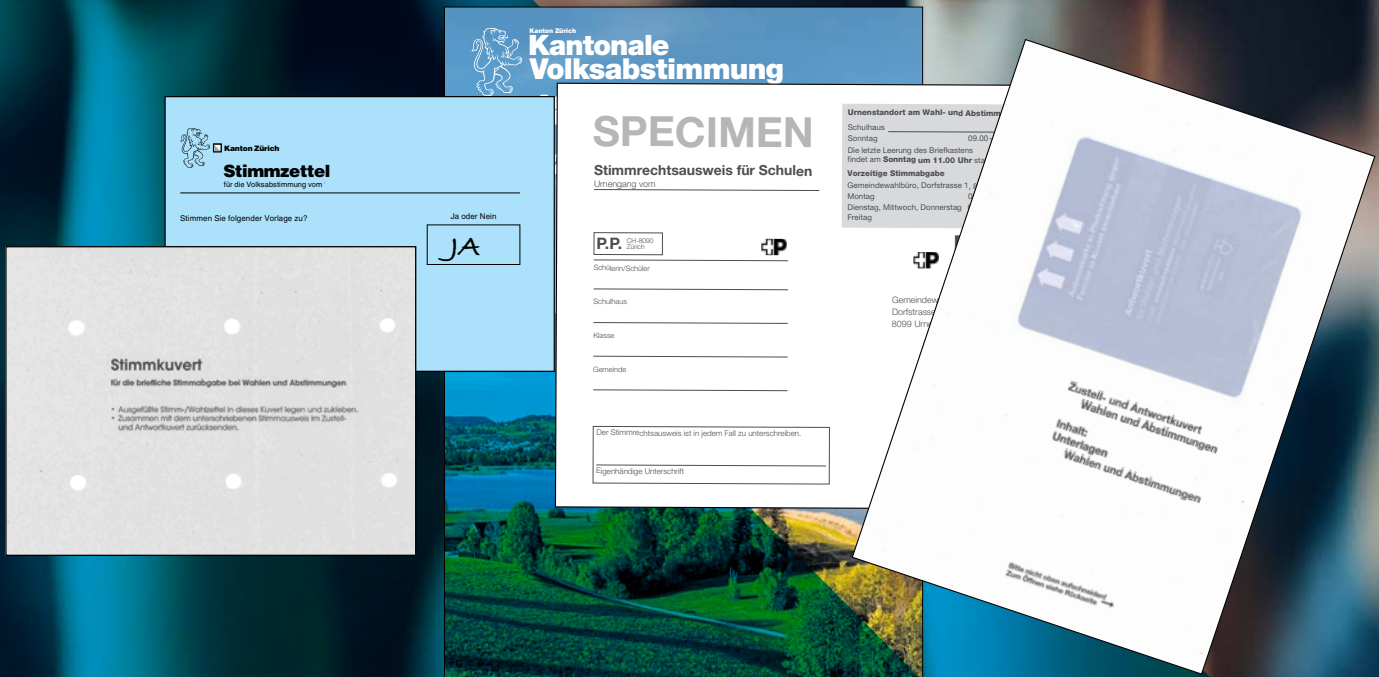 Kanton Zürich
Kantonale
Volksabstimmung
Kanton Zürich
Stimmzettel
für die Volksabstimmung vom
Stimmen Sie folgender Vorlage zu?
Ja oder Nein
JA
Stimmkuvert
für die briefliche Stimmabgabe bei Wahlen und Abstimmungen
• Ausgefüllte Stimm-/Wahlzettel in dieses Kuvert legen und zukleben.
• Zusammen mit dem unterschriebenen Stimmausweis im Zustell-
und Antwortkuvert zurücksenden.
SPECIMEN
Stimmrechtsausweis für Schulen
Urnengang vom
P.P. CH-8090
Zürich
P
Schülerin/Schüler
Schulhaus
Klasse
Gemeinde
Der Stimmrechtsausweis ist in jedem Fall zu unterschreiben.
Eigenhändige Unterschrift
Urnenstandort am Wahl- und Abstimm
Schulhaus
Sonntag 09.00
Die letzte Leerung des Briefkastens
findet am Sonntag um 11.00 Uhr
Vorzeitige Stimmabgabe
Gemeindewahlbüro, Dorfstrasse 1,
Montag
Dienstag, Mittwoch, Donnerstag
Freitag
P
Dorfstrasse
8099
Antwortkuvert
Zustell- und Antwortkuvert
Wahlen und Abstimmungen
Inhalt:
Unterlagen
Wahlen und Abstimmungen
Bitte nicht oben aufschneiden!
Zum Öffnen siehe Rückseite →